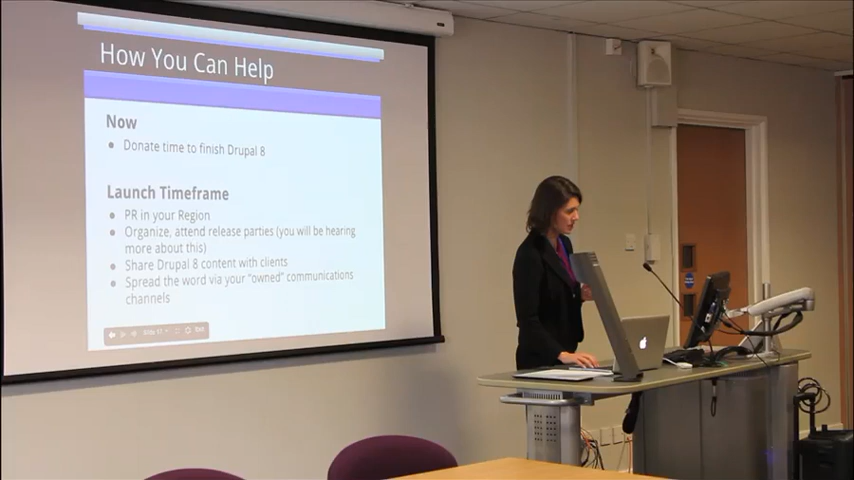 How You Can Help
Now
● Donate time to finish Drupal 8
Launch Timeframe
● PR in your Region
● Organize, attend release parties (you will be hearing
more about this)
● Share Drupal 8 content with clients
● Spread the word via your "owned" communications
channels